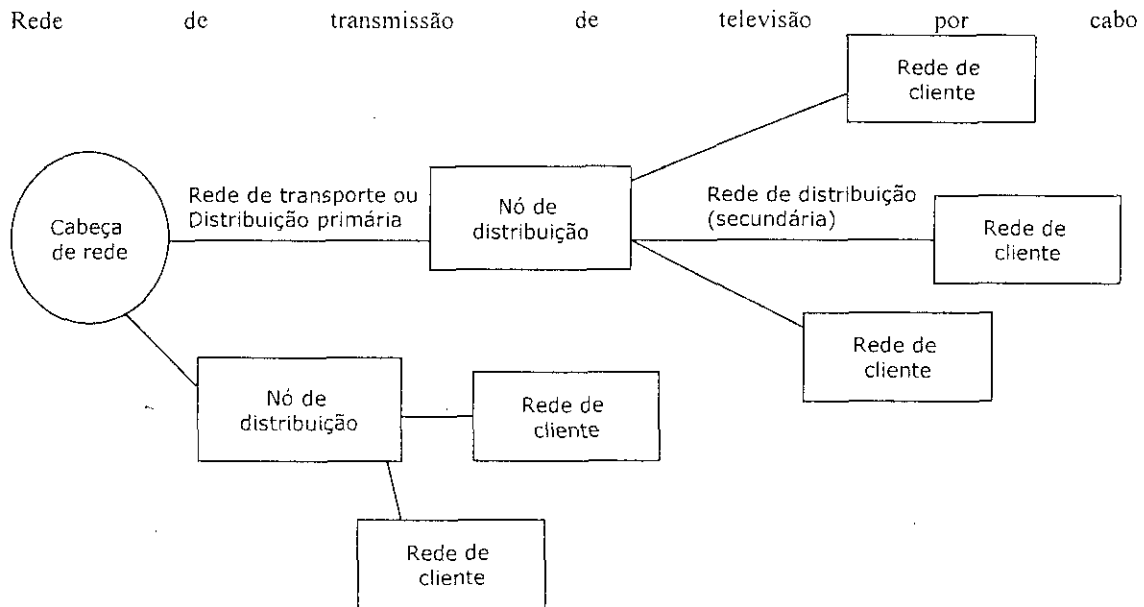 Rede de transmissão de televisão por cabo
Rede de
cliente
Rede de transporte ou
Distribuição primária
Nó de
distribuição
Rede de distribuição
(secundária)
Cabeça
de rede
Rede de
cliente
Rede de
cliente
Nó de
distribuição
Rede de
cliente
Rede de
cliente